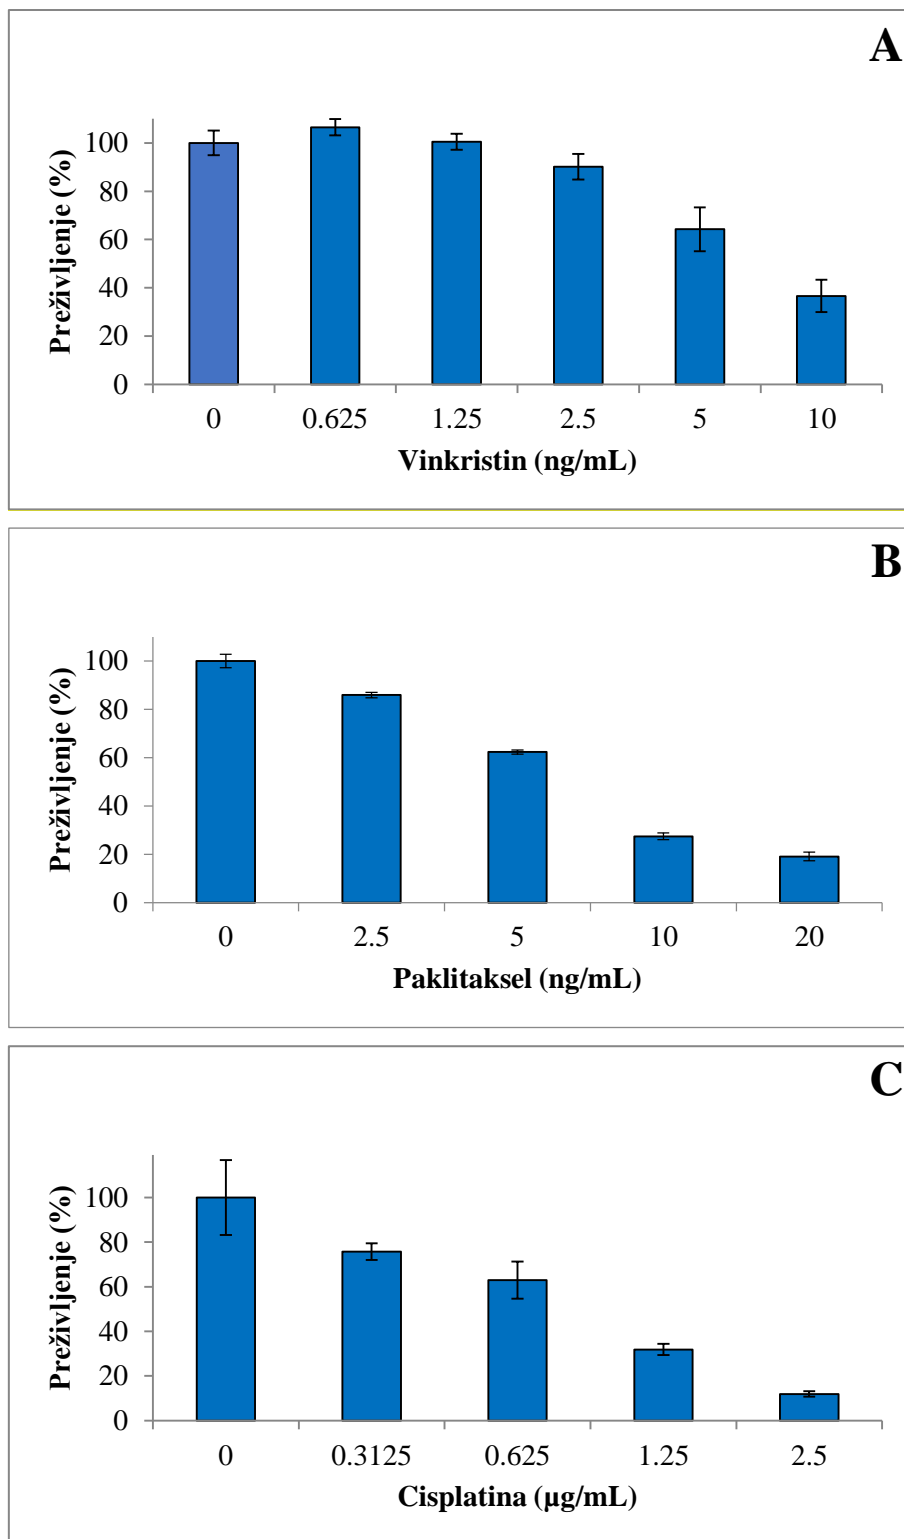 A
Preživljenje (%)
100
80
60
40
20
0
0 0.625 1.25 2.5 5 10
Vinkristin (ng/mL)
B
Preživljenje (%)
100
80
60
40
20
0
0 2.5 5 10 20
Paklitaksel (ng/mL)
C
Preživljenje (%)
100
80
60
40
20
0
0 0.3125 0.625 1.25 2.5
Cisplatina (µg/mL)